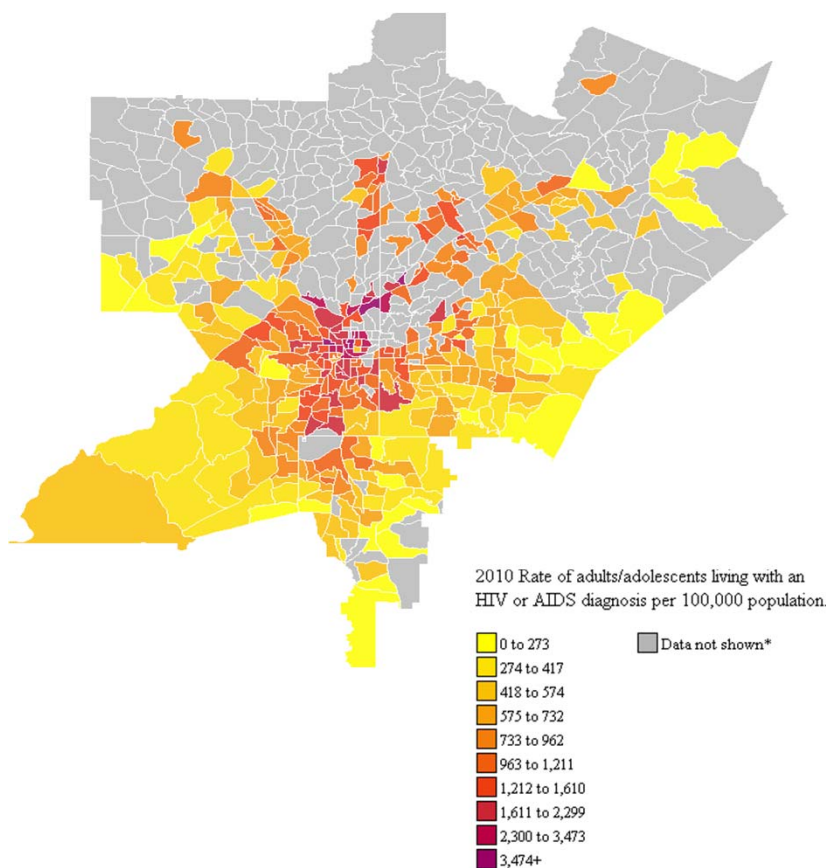 2010 Rate of adults/adolescents living with an
HIV or AIDS diagnosis per 100,000 population.
0 to 273
Data not shown*
274 to 417
418 to 574
575 to 732
733 to 962
963 to 1,211
1,212 to 1,610
1,611 to 2,299
2,300 to 3,473
3,474+